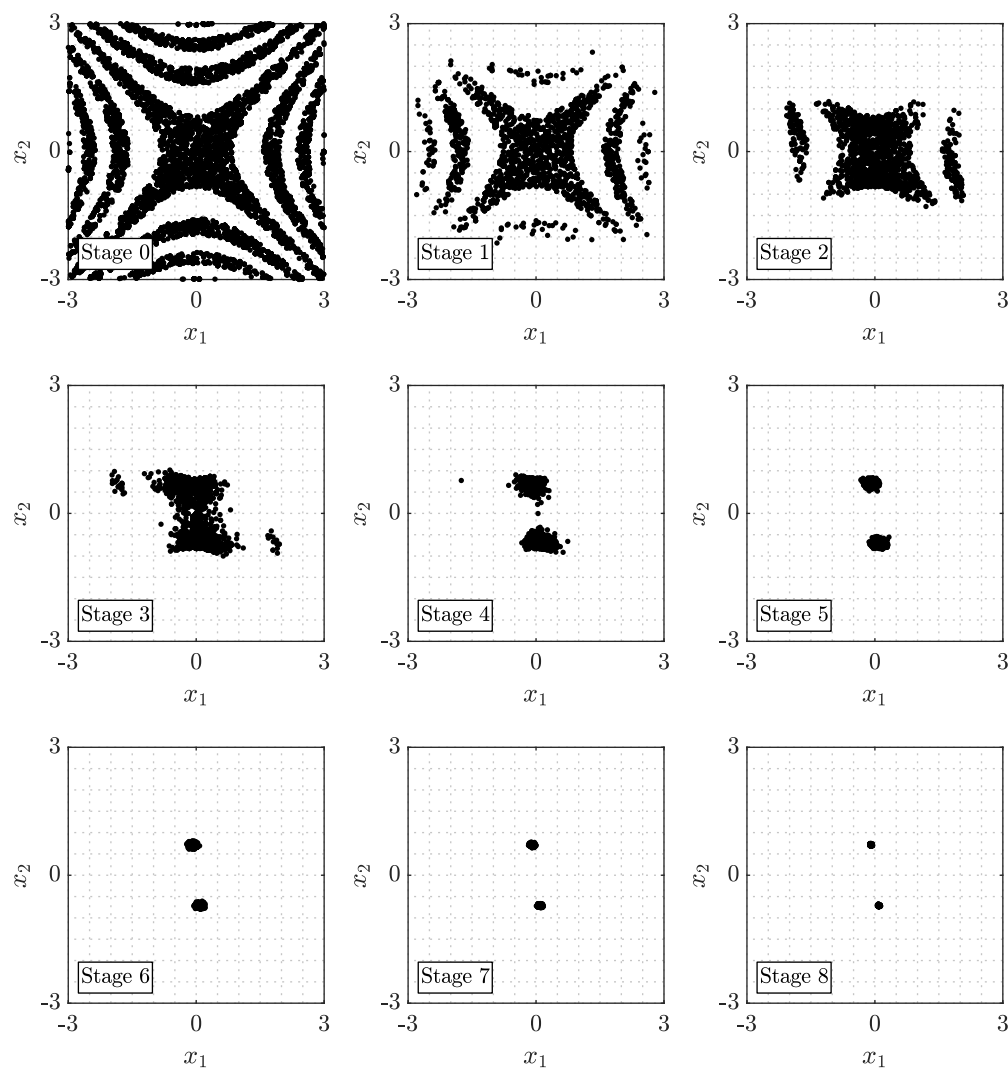 3
x₂
0
Stage 0
-3
-3 0 3
x₁
3
x₂
0
Stage 1
-3
-3 0 3
x₁
3
x₂
0
Stage 2
-3
-3 0 3
x₁
3
x₂
0
Stage 3
-3
-3 0 3
x₁
3
x₂
0
Stage 4
-3
-3 0 3
x₁
3
x₂
0
Stage 5
-3
-3 0 3
x₁
3
x₂
0
Stage 6
-3
-3 0 3
x₁
3
x₂
0
Stage 7
-3
-3 0 3
x₁
3
x₂
0
Stage 8
-3
-3 0 3
x₁